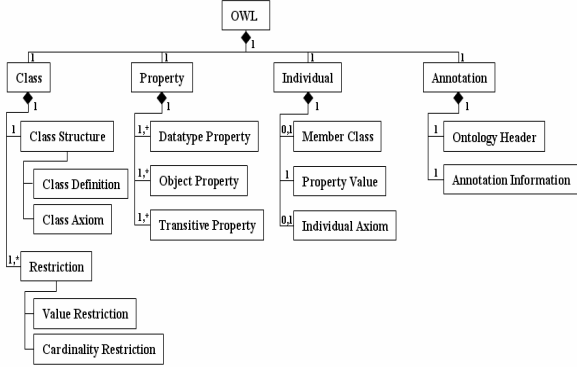 OWL
1
1 1 1 1
Class Property Individual Annotation
1 1 1 1
1 Class Structure 1,* Datatype Property 0,1 Member Class 1 Ontology Header
Class Definition 1,* Object Property 1 Property Value 1 Annotation Information
Class Axiom 1,* Transitive Property 0,1 Individual Axiom
1,* Restriction
Value Restriction
Cardinality Restriction